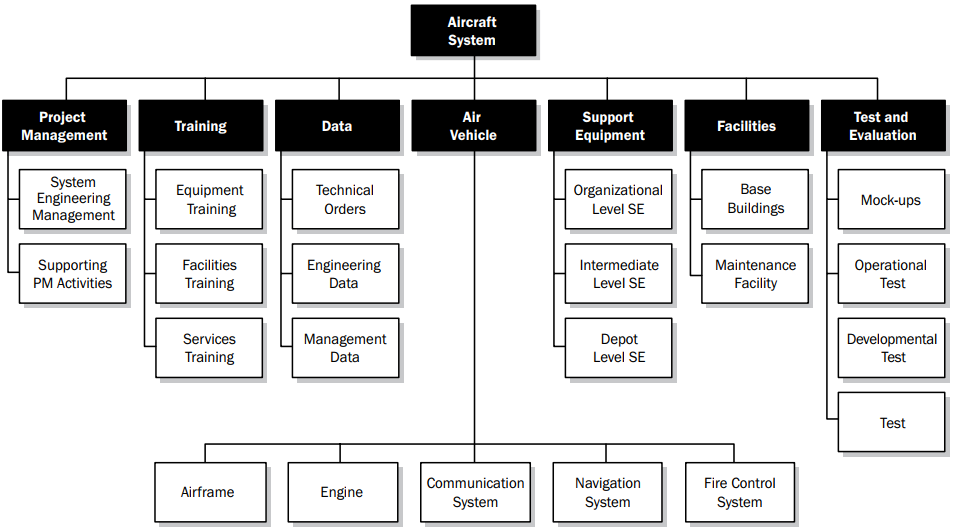 Aircraft
System
Project
Management
Training
Data
Air
Vehicle
Support
Equipment
Facilities
Test and
Evaluation
System
Engineering
Management
Supporting
PM Activities
Equipment
Training
Facilities
Training
Services
Training
Technical
Orders
Engineering
Data
Management
Data
Organizational
Level SE
Intermediate
Level SE
Depot
Level SE
Base
Buildings
Maintenance
Facility
Mock-ups
Operational
Test
Developmental
Test
Test
Airframe
Engine
Communication
System
Navigation
System
Fire Control
System